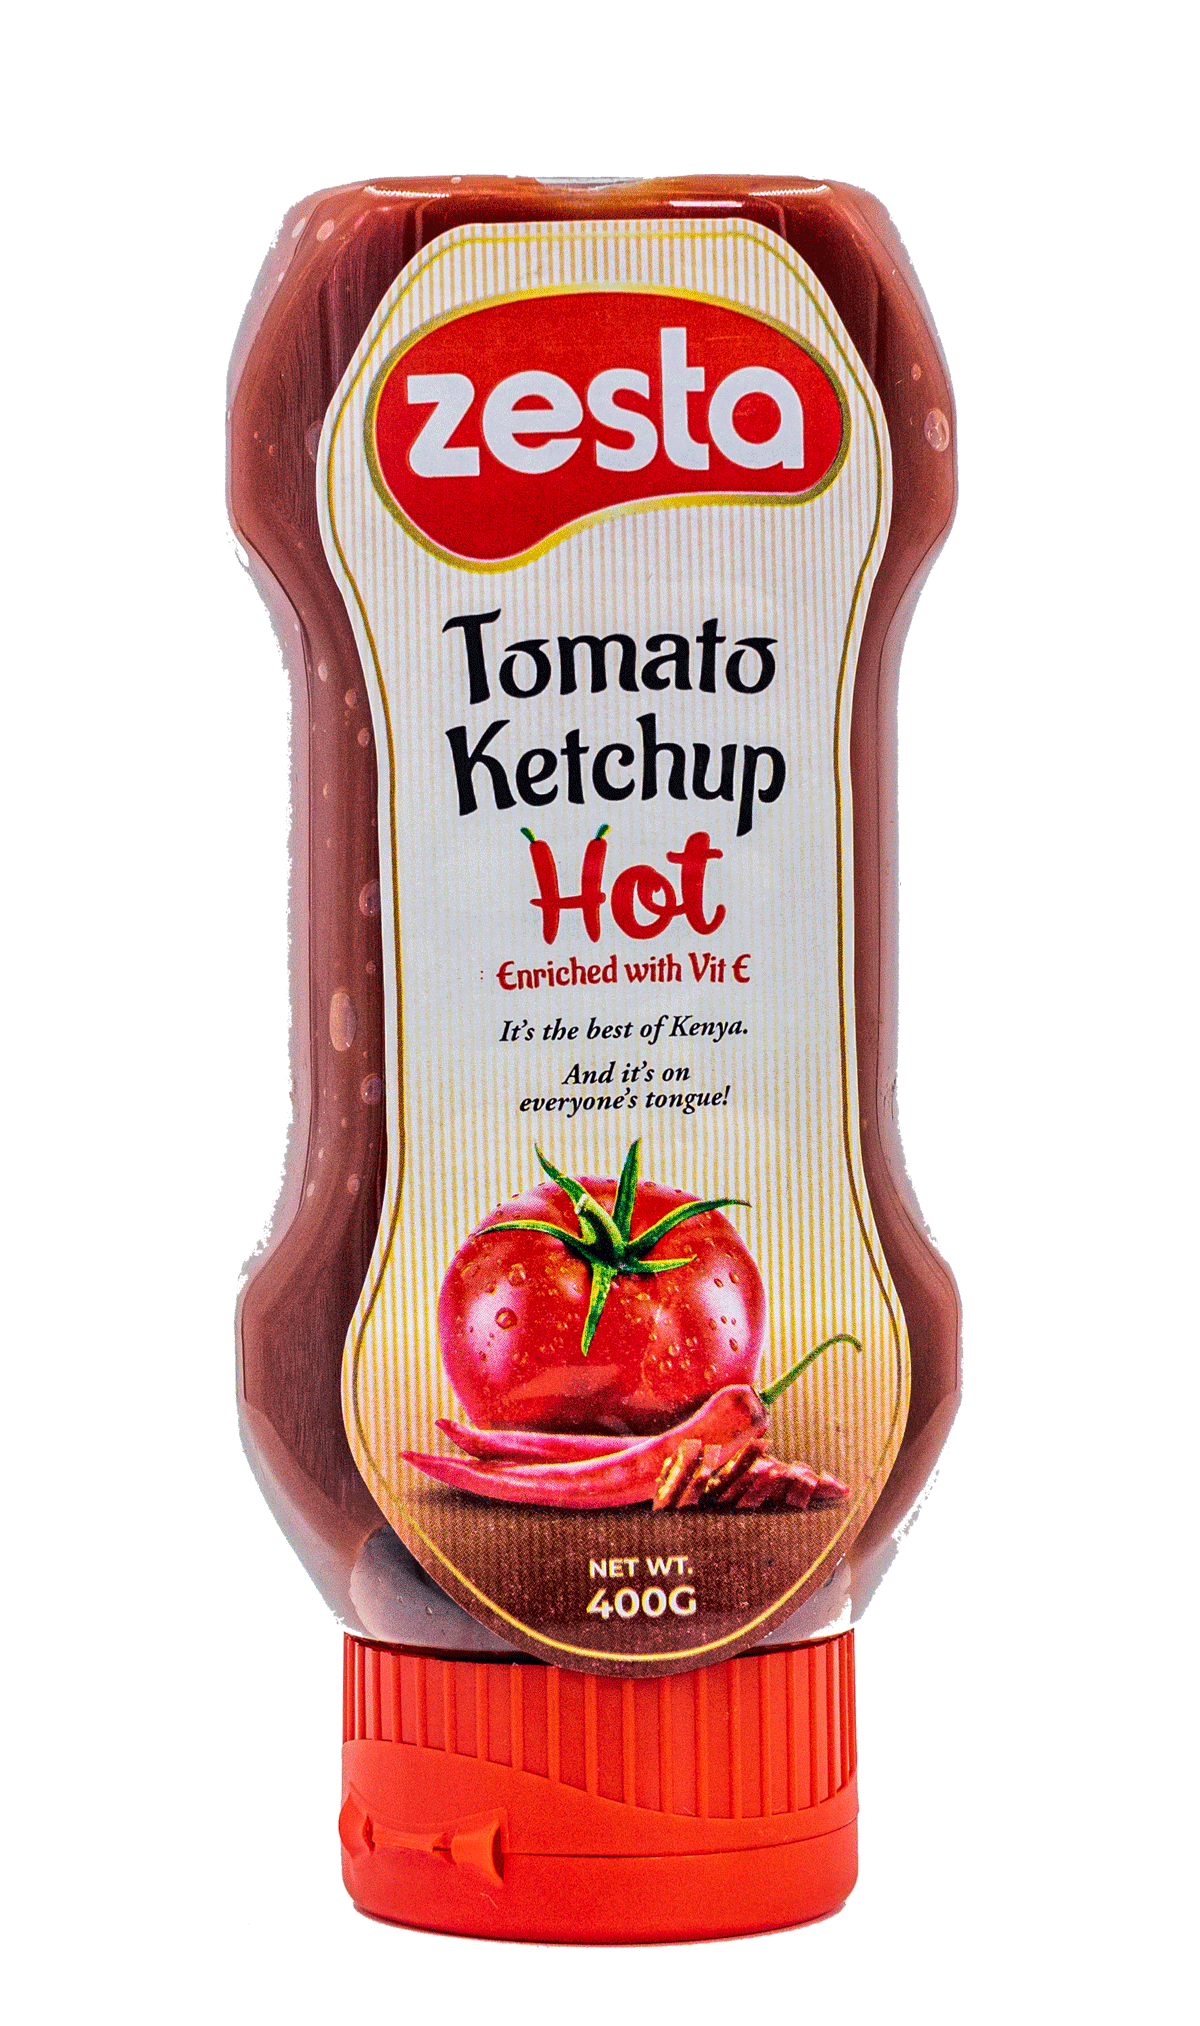 zesta
Tomato
Ketchup
Hot
Enriched with Vit E
It's the best of Kenya.
And it's on
everyone's tongue!
NET WT.
400G